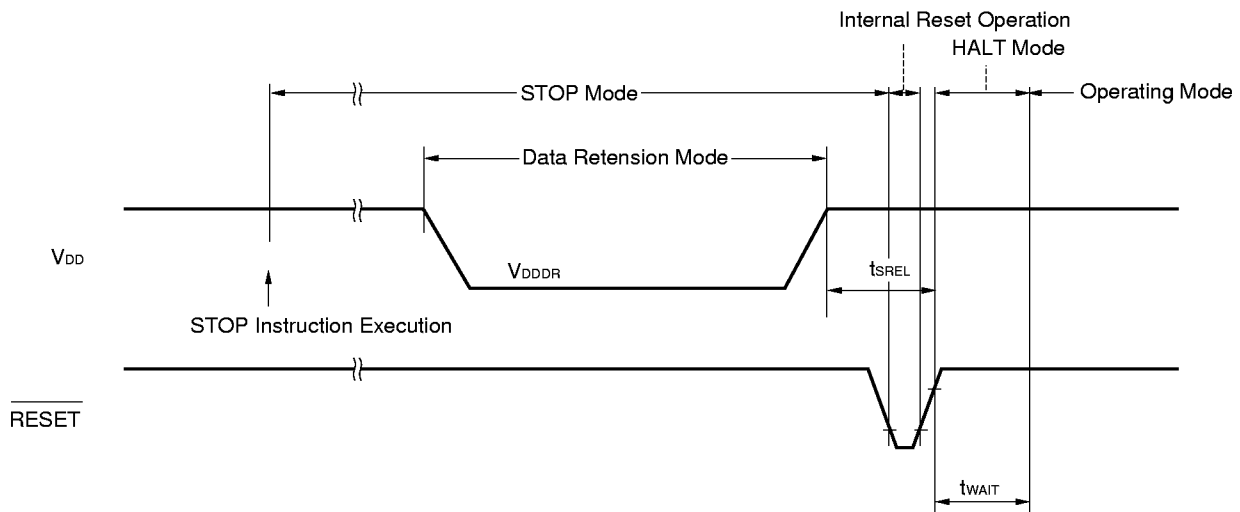 Internal Reset Operation
HALT Mode
STOP Mode
Operating Mode
Data Retension Mode
VDD
VDDDR
tSREL
STOP Instruction Execution
RESET
tWAIT